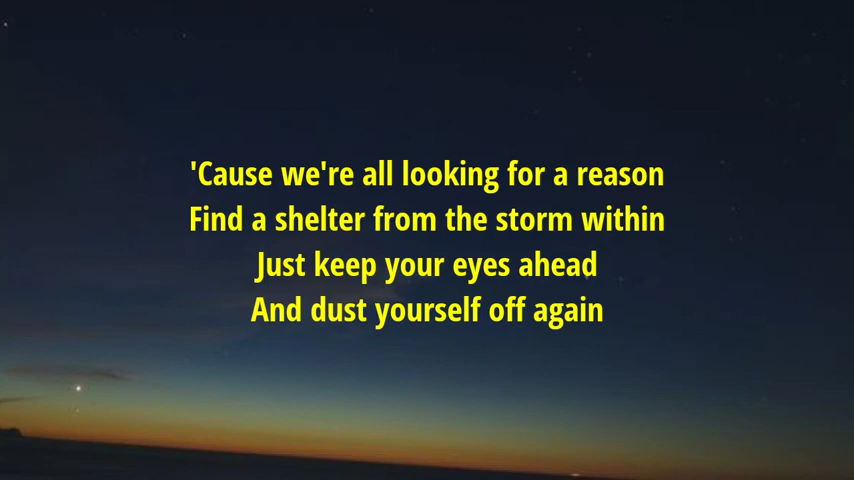 'Cause we're all looking for a reason
Find a shelter from the storm within
Just keep your eyes ahead
And dust yourself off again